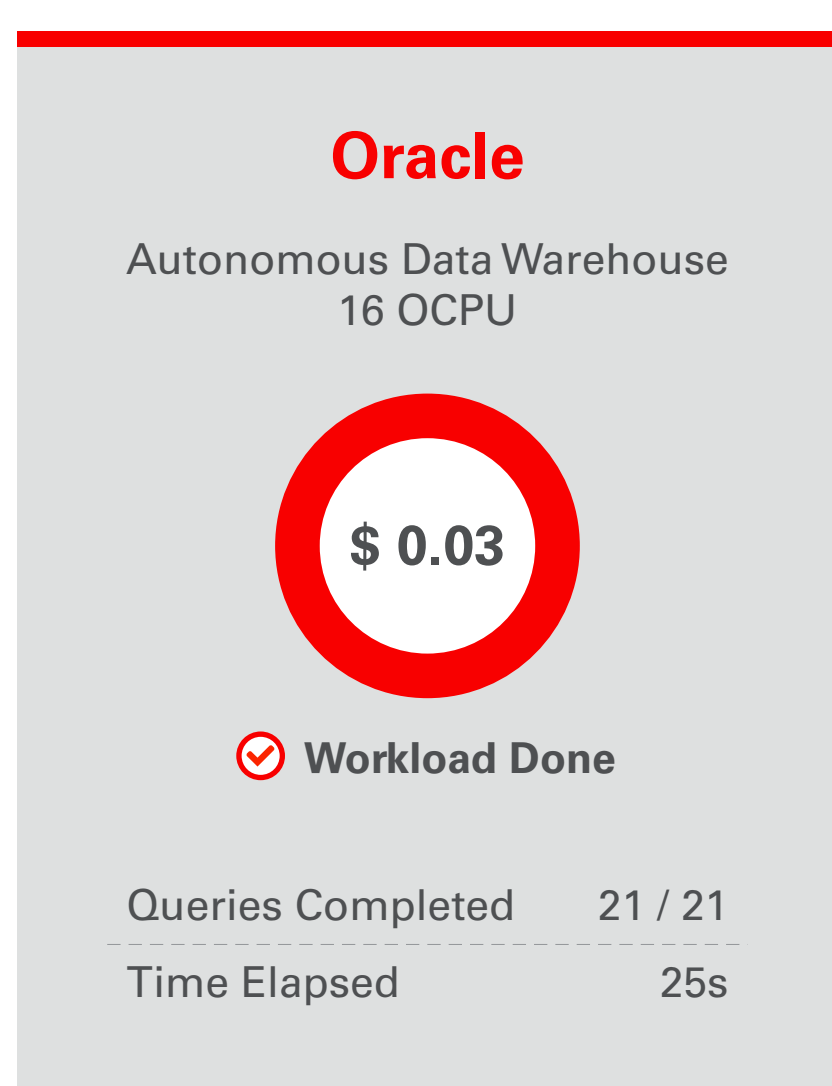 Oracle
Autonomous Data Warehouse
16 OCPU
$ 0.03
Workload Done
Queries Completed 21 / 21
Time Elapsed 25s